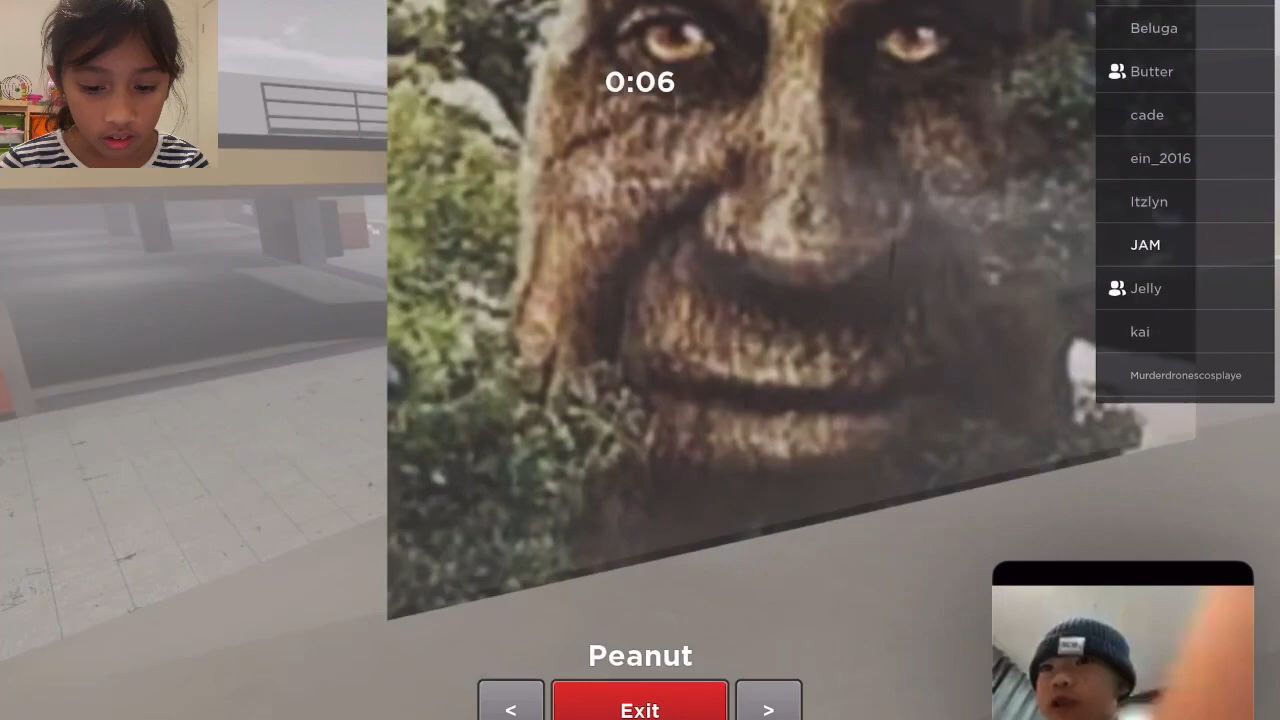 0:06
Beluga
Butter
cade
ein_2016
Itzlyn
JAM
Jelly
kai
Murderdronescosplaye
Peanut
< Exit >